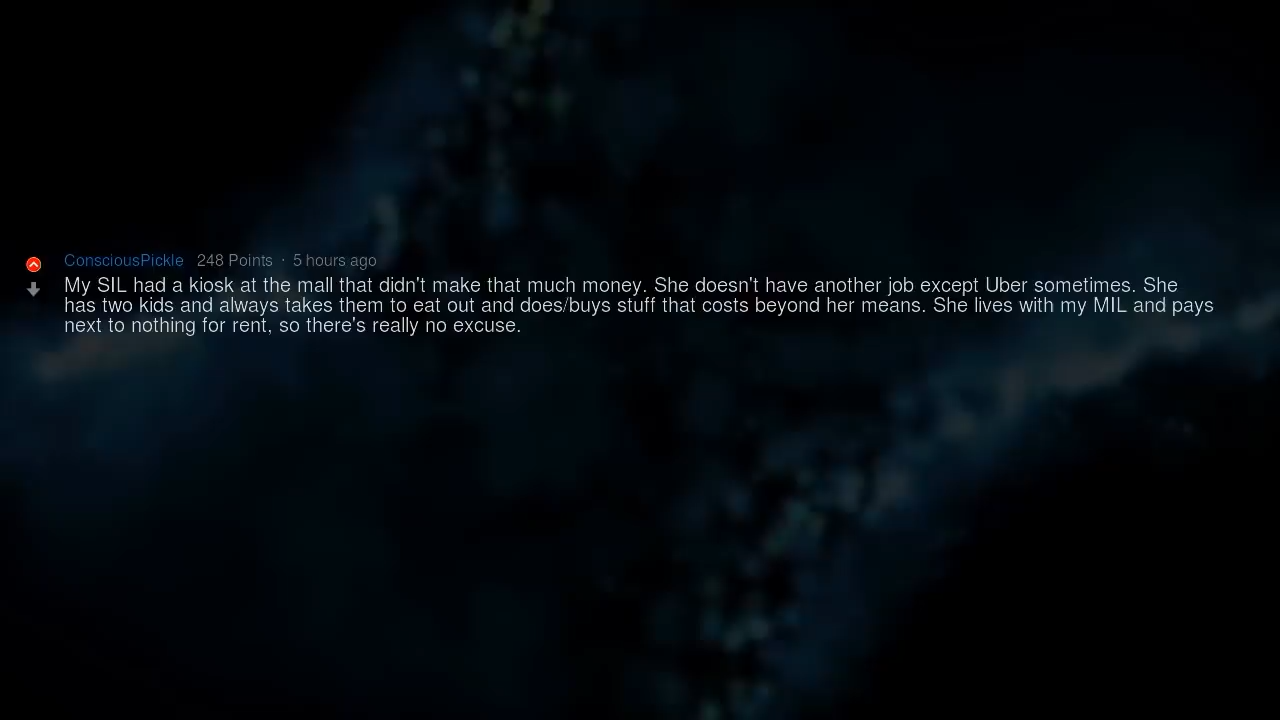 ConsciousPickle 248 Points · 5 hours ago
My SIL had a kiosk at the mall that didn't make that much money. She doesn't have another job except Uber sometimes. She
has two kids and always takes them to eat out and does/buys stuff that costs beyond her means. She lives with my MIL and pays
next to nothing for rent, so there's really no excuse.